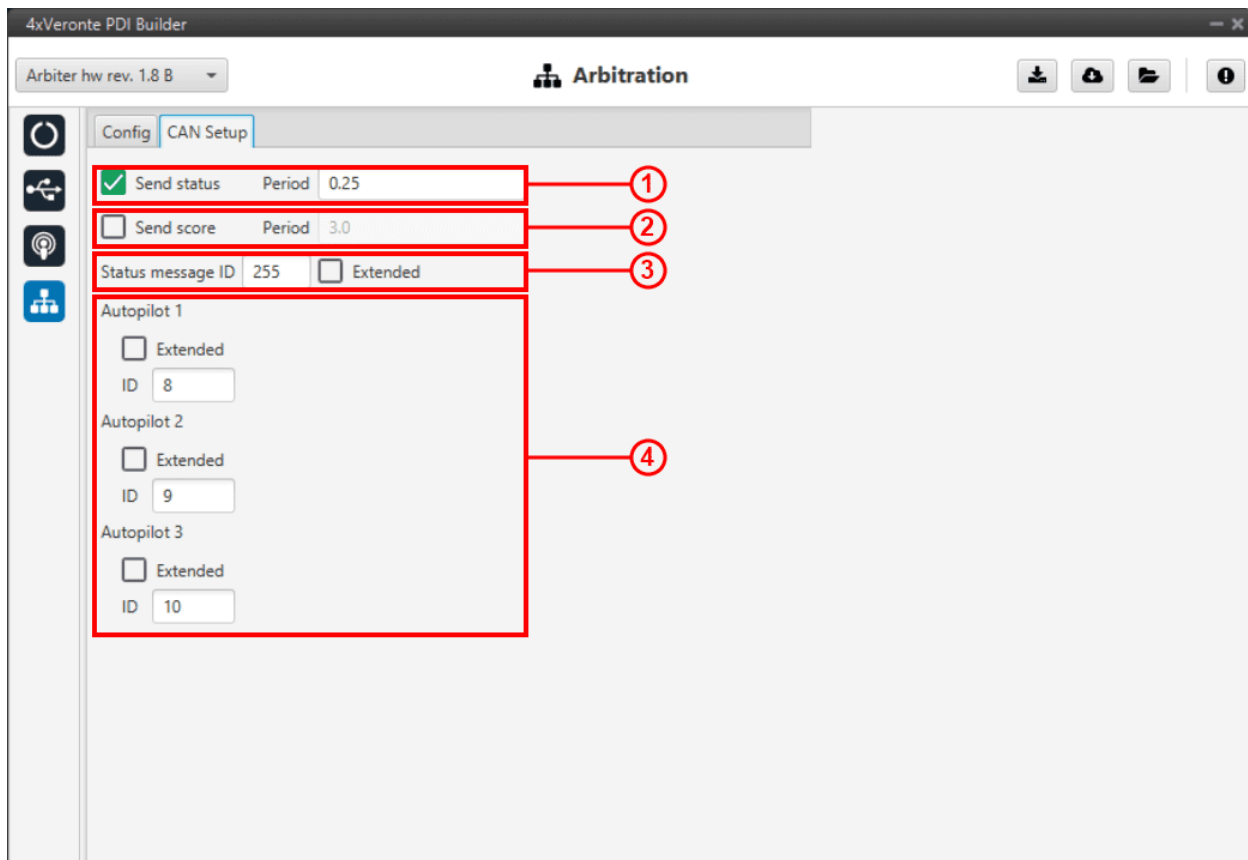 4xVeronte PDI Builder
Arbiter hw rev. 1.8 B
Arbitration
Config CAN Setup
Send status Period 0.25 1
Send score Period 3.0 2
Status message ID 255 Extended 3
Autopilot 1
Extended
ID 8
Autopilot 2
Extended 4
ID 9
Autopilot 3
Extended
ID 10